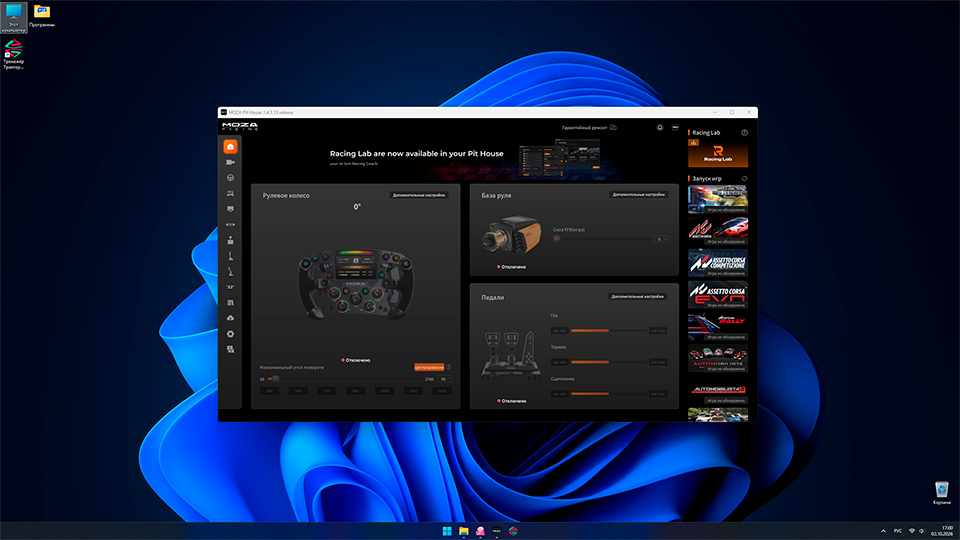 Этот
компьютер
Программы
Тренажёр
Трактор...
MOZA Pit House 1.4.1.13 release
MOZA
RACING
Гарантийный ремонт
Racing Lab are now available in your Pit House
your AI Sim Racing Coach
Racing Lab
Racing Lab
Запуск игр
Рулевое колесо
Дополнительные настройки
0°
Отключено
Максимальный угол поворота
Центрирование
База руля
Дополнительные настройки
Сила FFB(игра)
Отключено
Педали
Дополнительные настройки
Газ
Тормоз
Сцепление
Отключено
Игра не обнаружена
ASSETTO CORSA
Игра не обнаружена
ASSETTO CORSA
COMPETIZIONE
Игра не обнаружена
ASSETTO CORSA
EVO
Игра не обнаружена
RALLY
Игра не обнаружена
AUTOMOBILISTA
Игра не обнаружена
AUTOMOBILISTA 2
Игра не обнаружена
Корзина
РУС
17:00
02.10.2026